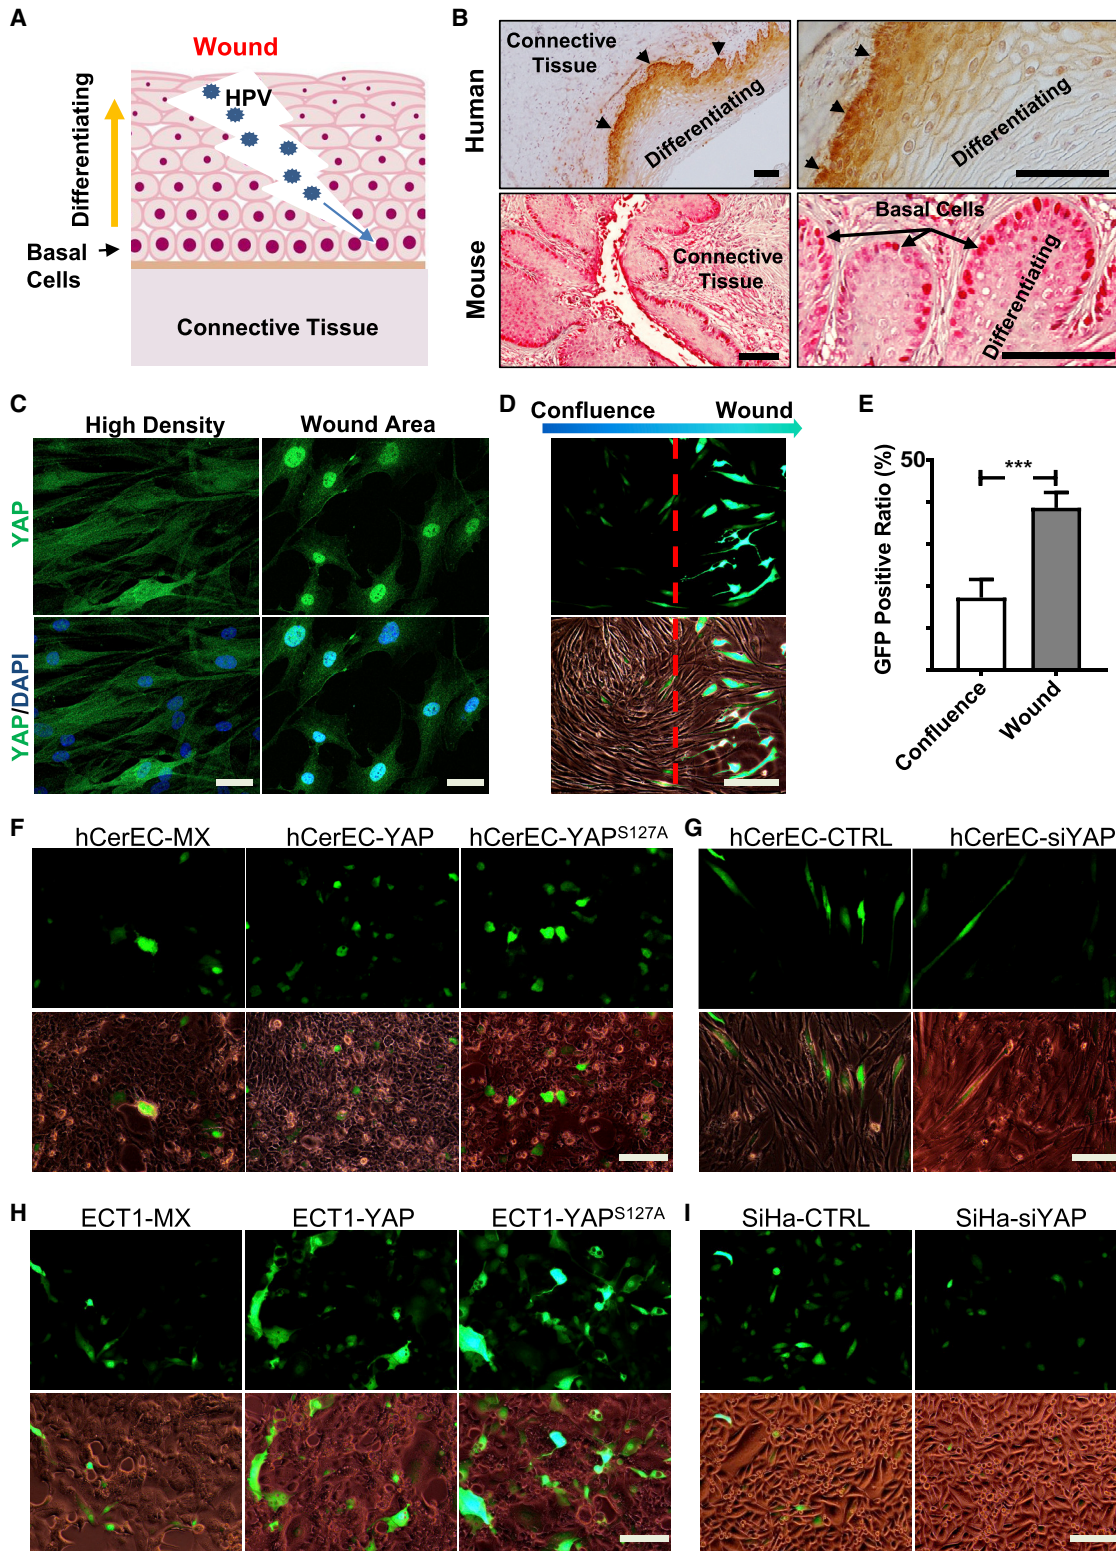 A
Wound
HPV
Differentiating
Basal
Cells
Connective Tissue
B
Human
Connective
Tissue
Differentiating
Differentiating
Mouse
Connective
Tissue
Basal Cells
Differentiating
C
High Density
Wound Area
YAP
YAP/DAPI
D
Confluence
Wound
E
GFP Positive Ratio (%)
50
***
Confluence
Wound
F
hCerEC-MX
hCerEC-YAP
hCerEC-YAPS127A
G
hCerEC-CTRL
hCerEC-siYAP
H
ECT1-MX
ECT1-YAP
ECT1-YAPS127A
I
SiHa-CTRL
SiHa-siYAP